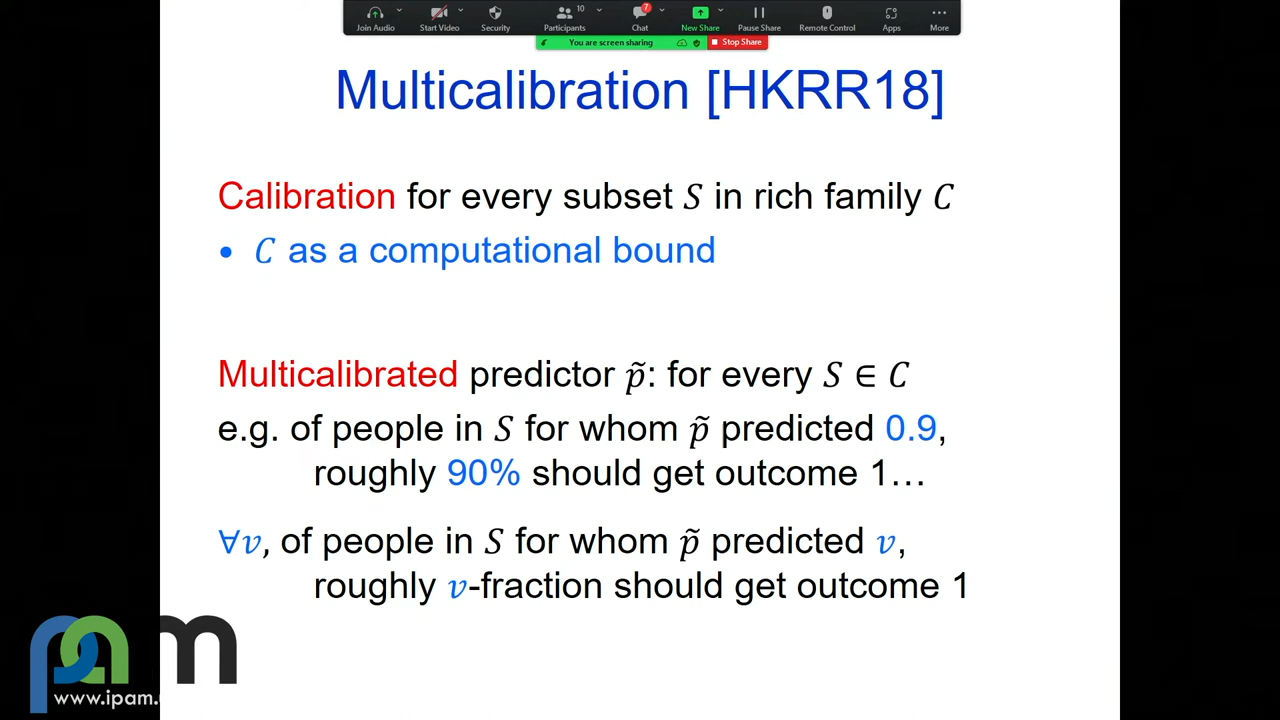 Join Audio
Start Video
Security
Participants
10
Chat
7
New Share
Pause Share
Remote Control
Apps
More
You are screen sharing
Stop Share
Multicalibration [HKRR18]
Calibration for every subset S in rich family C
• C as a computational bound
Multicalibrated predictor p̃: for every S ∈ C
e.g. of people in S for whom p̃ predicted 0.9,
roughly 90% should get outcome 1…
∀v, of people in S for whom p̃ predicted v,
roughly v-fraction should get outcome 1
ipam
www.ipam.u